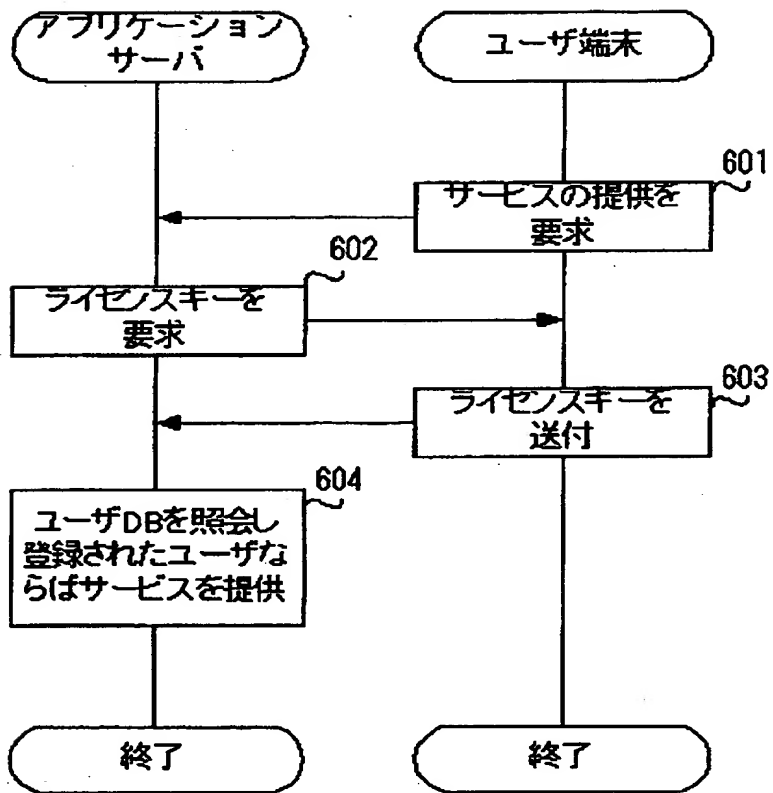 アプリケーション
サーバ
ユーザ端末
601
サービスの提供を
要求
602
ライセンスキーを
要求
603
ライセンスキーを
送付
604
ユーザDBを照会し
登録されたユーザな
らばサービスを提供
終了
終了